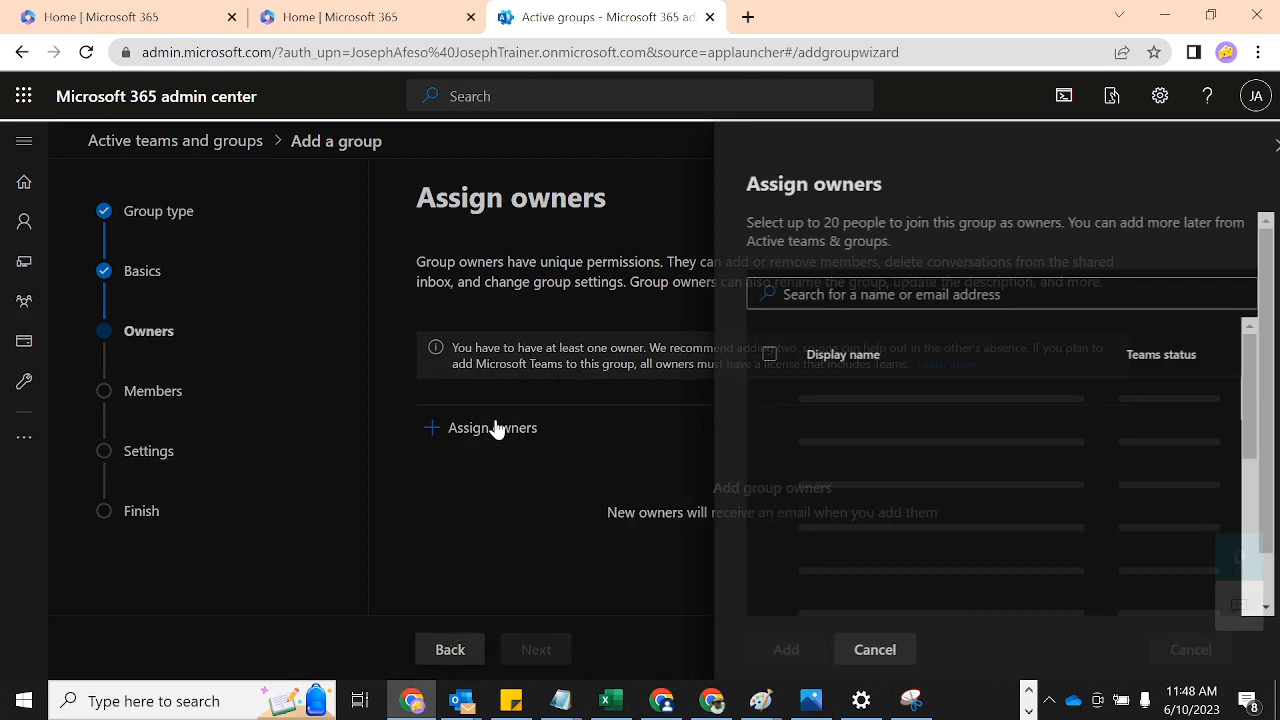 Home | Microsoft 365
Home | Microsoft 365
Active groups - Microsoft 365 ad
admin.microsoft.com/?auth_upn=JosephAfeso%40JosephTrainer.onmicrosoft.com&source=applauncher#/addgroupwizard
Microsoft 365 admin center
Search
JA
Active teams and groups > Add a group
Group type
Basics
Owners
Members
Settings
Finish
Assign owners
Group owners have unique permissions. They can add or remove members, delete conversations from the shared
inbox, and change group settings. Group owners can also rename the group, update the description, and more.
You have to have at least one owner. We recommend adding two, so one can help out in the other's absence. If you plan to
add Microsoft Teams to this group, all owners must have a license that includes Teams. Learn more
Assign owners
Add group owners
New owners will receive an email when you add them
Back
Next
Cancel
Assign owners
Select up to 20 people to join this group as owners. You can add more later from
Active teams & groups.
Search for a name or email address
Display name
Teams status
Add
Cancel
Type here to search
11:48 AM
6/10/2023
8